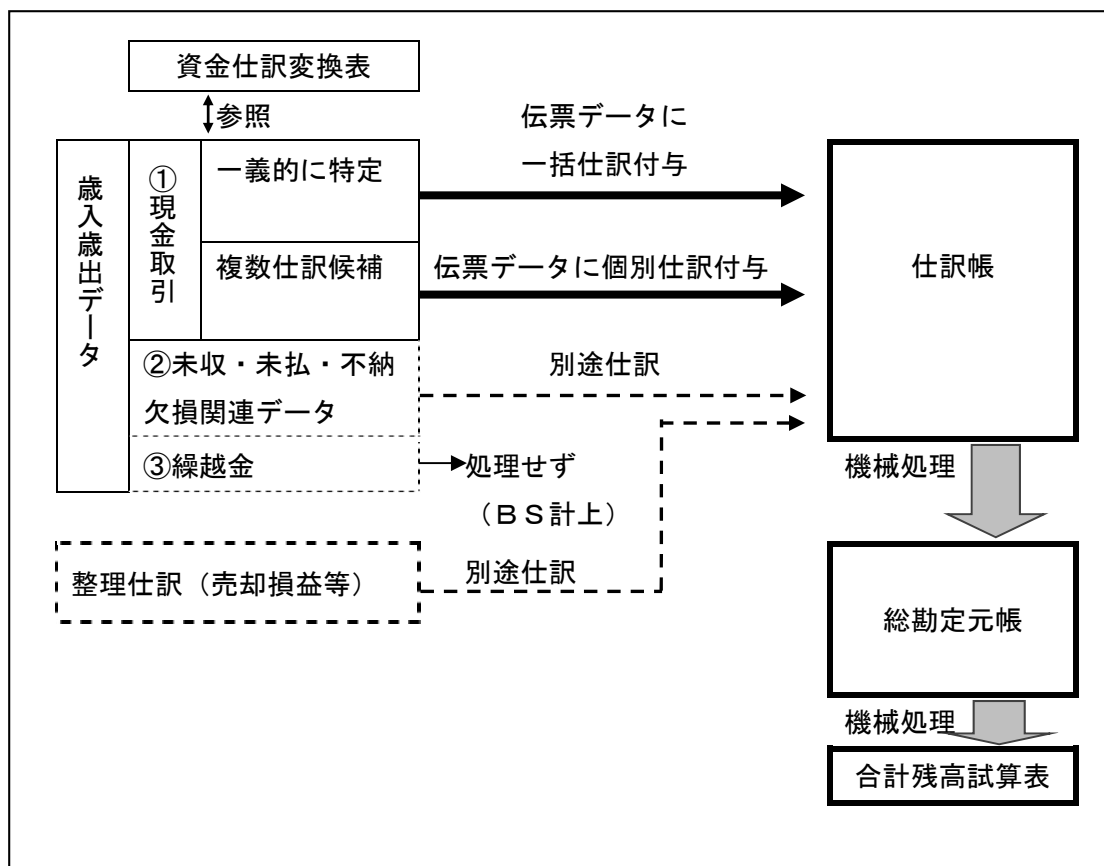 資金仕訳変換表
参照
歳入歳出データ
①現金取引
一義的に特定
複数仕訳候補
②未収・未払・不納
欠損関連データ
③繰越金
伝票データに
一括仕訳付与
伝票データに個別仕訳付与
別途仕訳
処理せず
（ＢＳ計上）
整理仕訳（売却損益等）
別途仕訳
仕訳帳
機械処理
総勘定元帳
機械処理
合計残高試算表